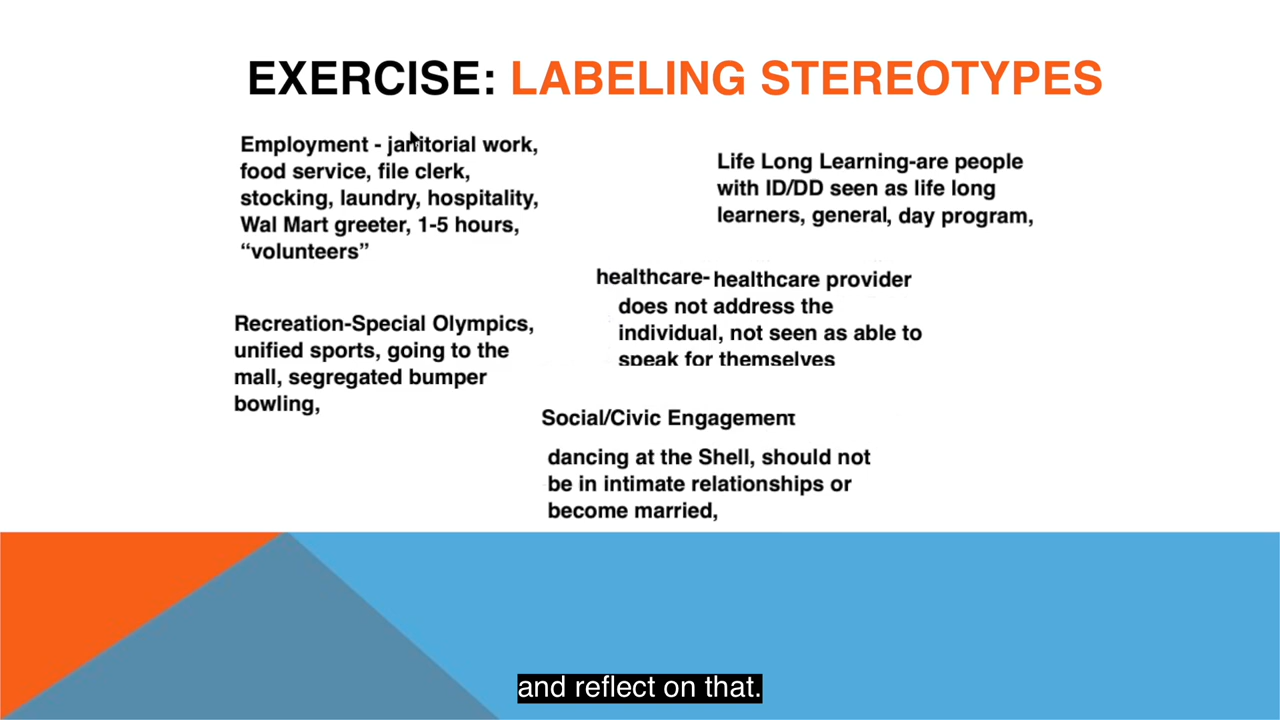 EXERCISE: LABELING STEREOTYPES
Employment - janitorial work,
food service, file clerk,
stocking, laundry, hospitality,
Wal Mart greeter, 1-5 hours,
“volunteers”
Recreation-Special Olympics,
unified sports, going to the
mall, segregated bumper
bowling,
Life Long Learning-are people
with ID/DD seen as life long
learners, general, day program,
healthcare- healthcare provider
does not address the
individual, not seen as able to
speak for themselves
Social/Civic Engagement
dancing at the Shell, should not
be in intimate relationships or
become married,
and reflect on that.